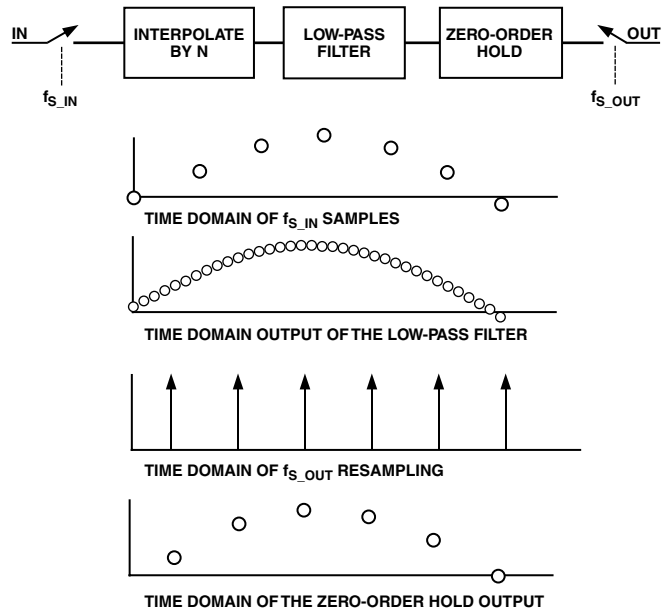 IN
INTERPOLATE
BY N
LOW-PASS
FILTER
ZERO-ORDER
HOLD
OUT
fS_IN
fS_OUT
TIME DOMAIN OF fS_IN SAMPLES
TIME DOMAIN OUTPUT OF THE LOW-PASS FILTER
TIME DOMAIN OF fS_OUT RESAMPLING
TIME DOMAIN OF THE ZERO-ORDER HOLD OUTPUT